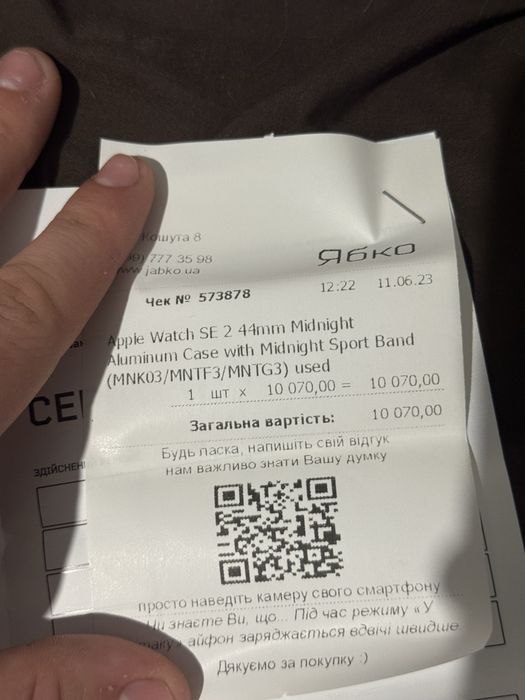 Кошута 8
777 35 98
jabko.ua
Ябко
Чек № 573878
12:22 11.06.23
Apple Watch SE 2 44mm Midnight
Aluminum Case with Midnight Sport Band
(MNK03/MNTF3/MNTG3) used
1 шт x 10 070,00 = 10 070,00
Загальна вартість: 10 070,00
Будь ласка, напишіть свій відгук
нам важливо знати Вашу думку
просто наведіть камеру свого смартфону
Чи знаєте Ви, що... Під час режиму «У
айфон заряджається вдвічі швидше.
Дякуємо за покупку :)